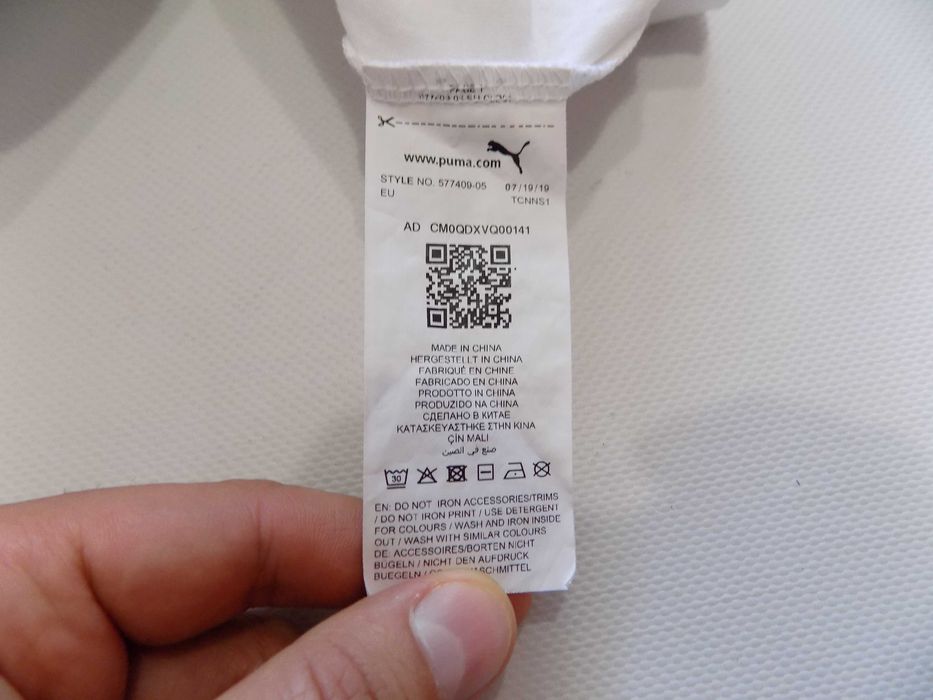 www.puma.com
STYLE NO. 577409-05 07/19/19
EU TCNNS1
AD CM0QDXVQ00141
MADE IN CHINA
HERGESTELLT IN CHINA
FABRIQUÉ EN CHINE
FABRICADO EN CHINA
PRODOTTO IN CHINA
PRODUZIDO NA CHINA
СДЕЛАНО В КИТАЕ
ΚΑΤΑΣΚΕΥΑΣΤΗΚΕ ΣΤΗΝ ΚΙΝΑ
ÇİN MALI
صنع في الصين
30
EN: DO NOT IRON ACCESSORIES/TRIMS
/ DO NOT IRON PRINT / USE DETERGENT
FOR COLOURS / WASH AND IRON INSIDE
OUT / WASH WITH SIMILAR COLOURS
DE: ACCESSOIRES/BORTEN NICHT
BÜGELN / NICHT DEN AUFDRUCK
BUEGELN /